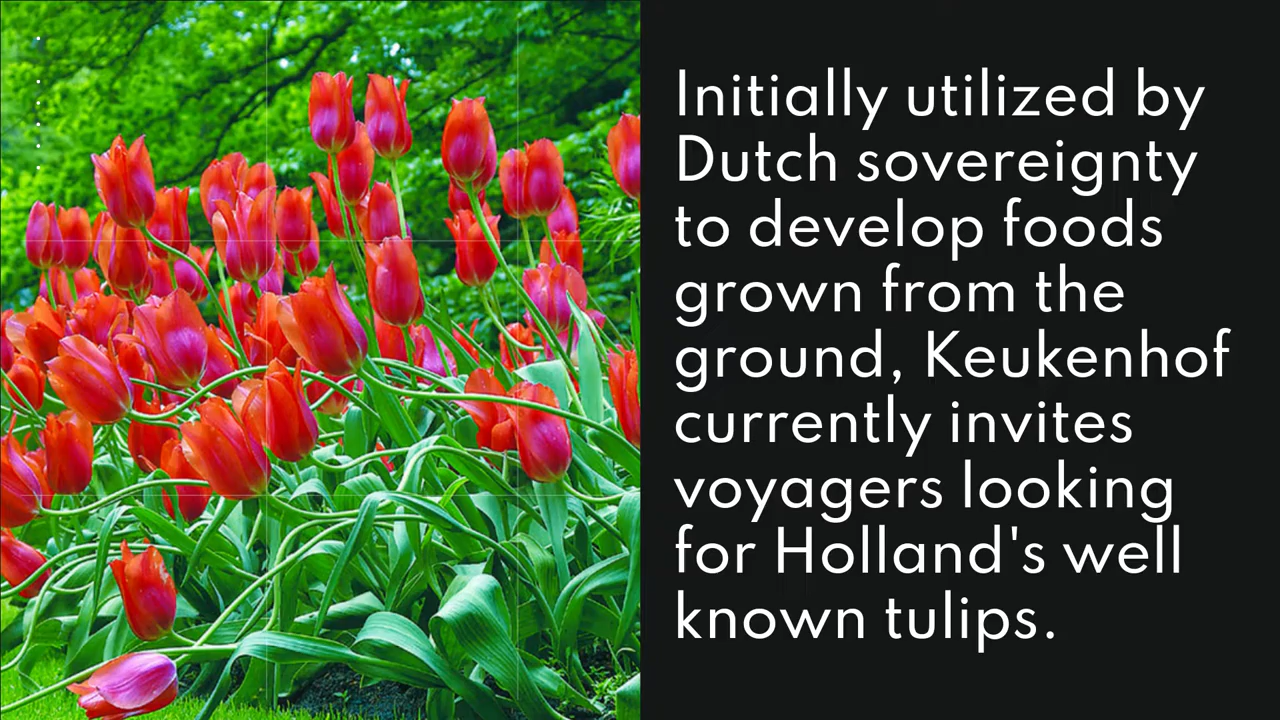 Initially utilized by
Dutch sovereignty
to develop foods
grown from the
ground, Keukenhof
currently invites
voyagers looking
for Holland's well
known tulips.